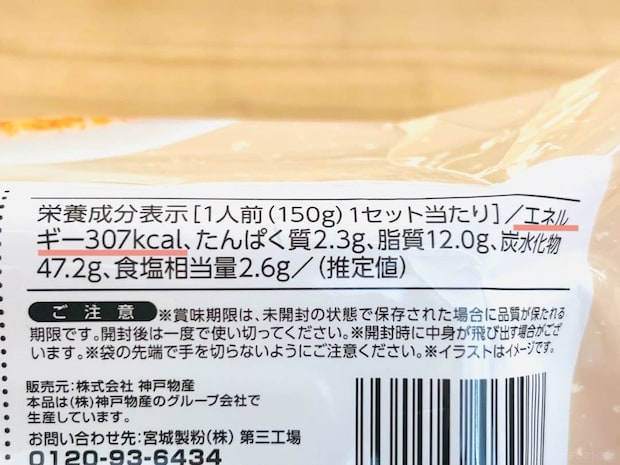 栄養成分表示[1人前(150g)1セット当たり]/エネル
ギー307kcal、たんぱく質2.3g、脂質12.0g、炭水化物
47.2g、食塩相当量2.6g/(推定値)
ご注意 ※賞味期限は、未開封の状態で保存された場合に品質が保たれる
期限です。開封後は一度で使い切ってください。※開封時に中身が飛び出す場合がござ
います。※袋の先端で手を切らないようにご注意ください。※イラストはイメージです。
販売元:株式会社 神戸物産
本品は(株)神戸物産のグループ会社で
生産しています。
お問い合わせ先:宮城製粉(株) 第三工場
0120-93-6434